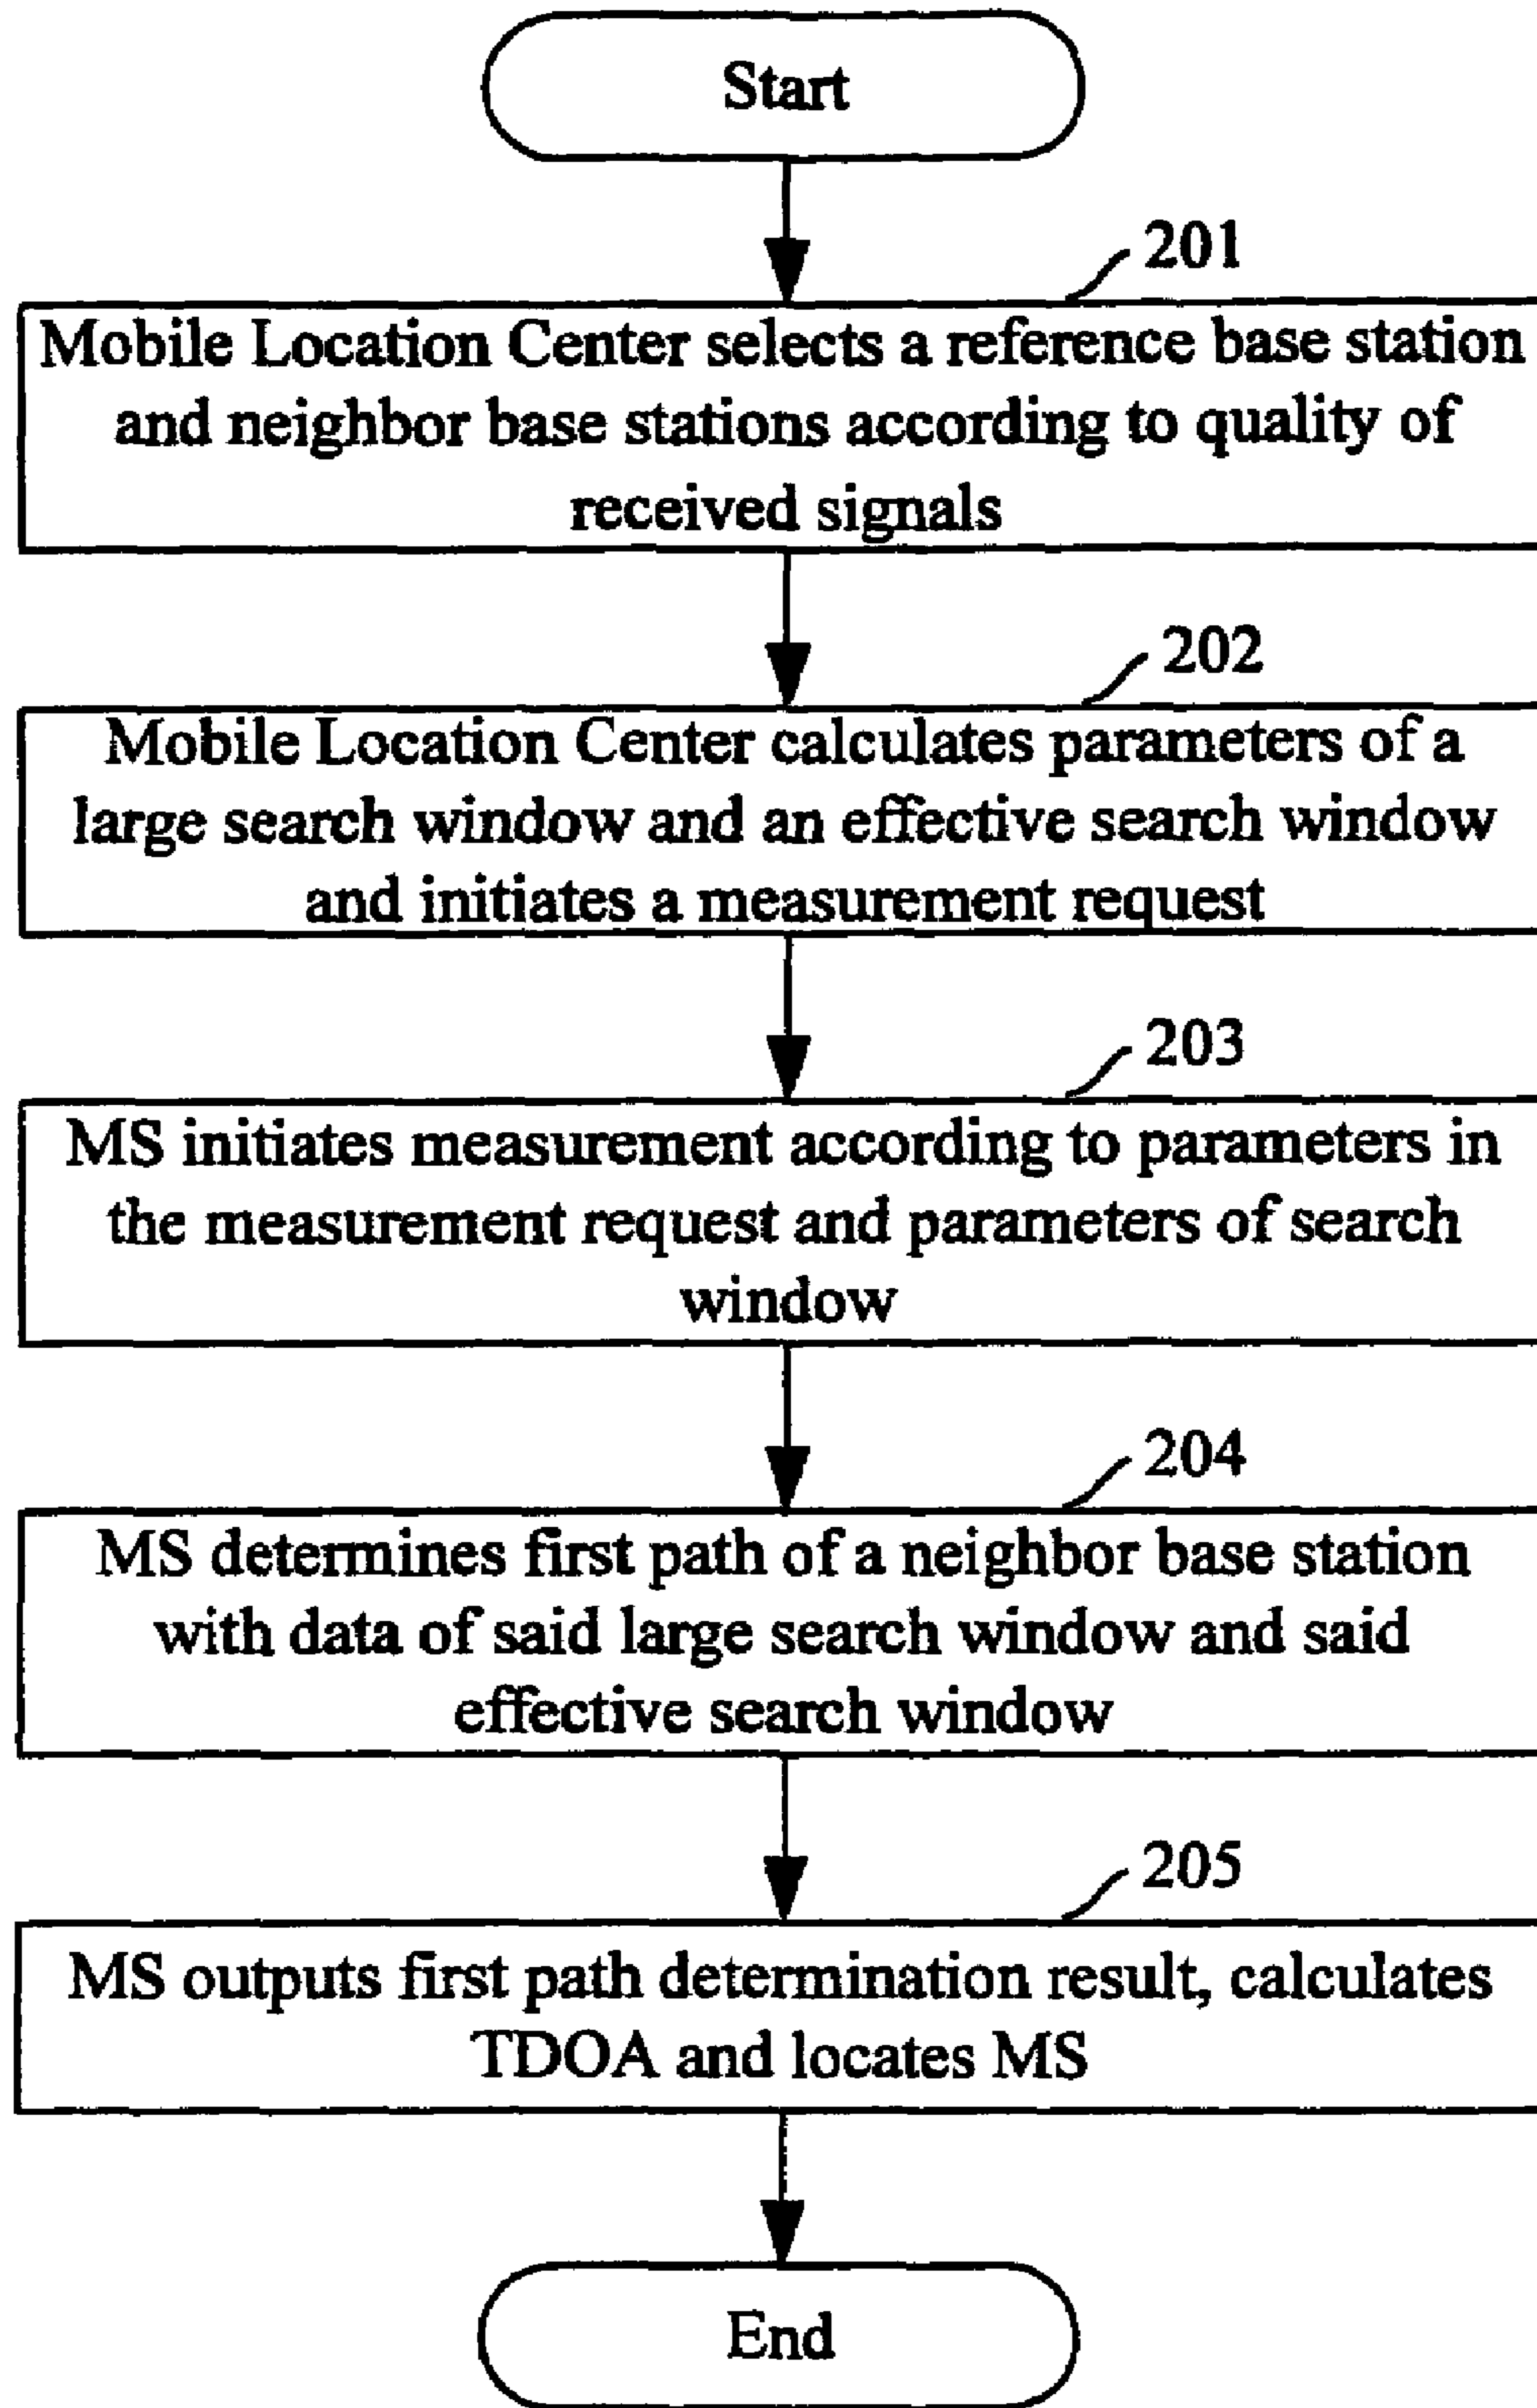 Start
201
Mobile Location Center selects a reference base station
and neighbor base stations according to quality of
received signals
202
Mobile Location Center calculates parameters of a
large search window and an effective search window
and initiates a measurement request
203
MS initiates measurement according to parameters in
the measurement request and parameters of search
window
204
MS determines first path of a neighbor base station
with data of said large search window and said
effective search window
205
MS outputs first path determination result, calculates
TDOA and locates MS
End